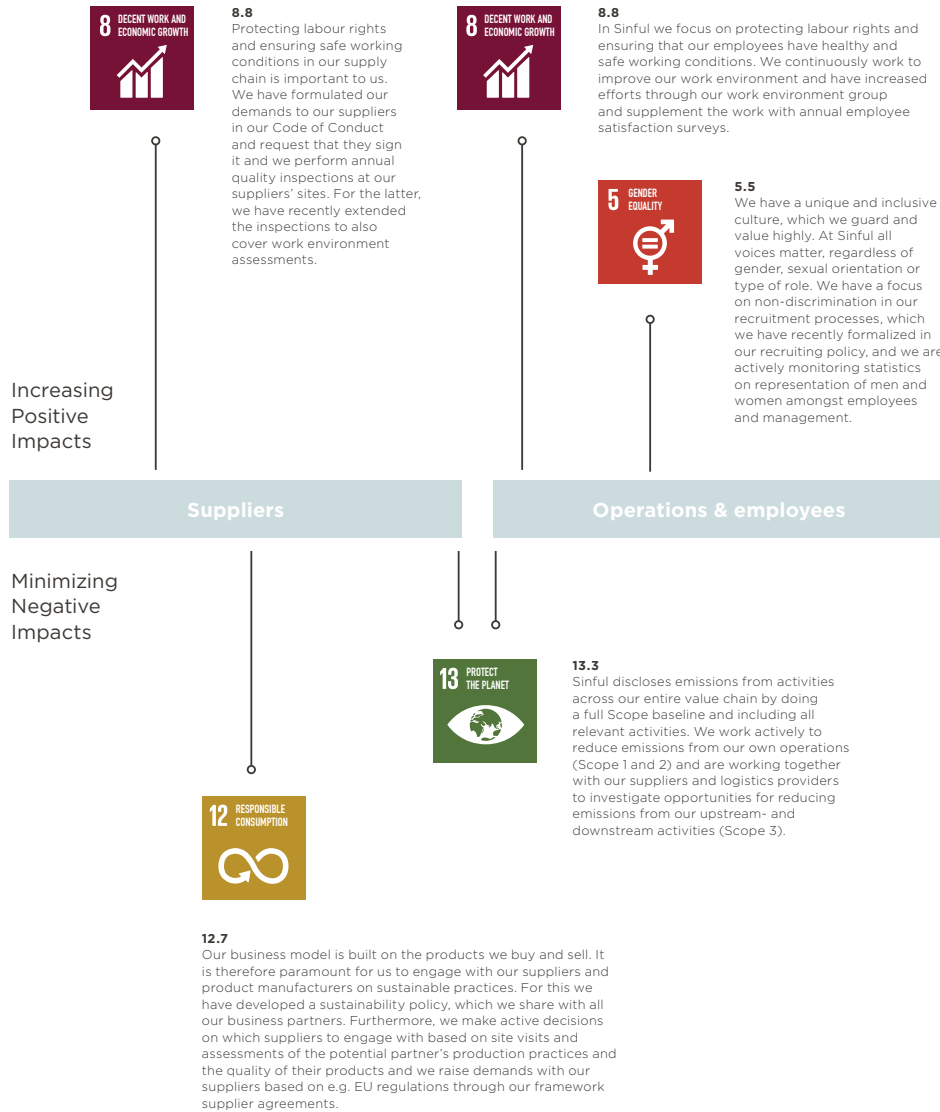 8 DECENT WORK AND
ECONOMIC GROWTH
8.8
Protecting labour rights
and ensuring safe working
conditions in our supply
chain is important to us.
We have formulated our
demands to our suppliers
in our Code of Conduct
and request that they sign
it and we perform annual
quality inspections at our
suppliers' sites. For the latter,
we have recently extended
the inspections to also
cover work environment
assessments.
8 DECENT WORK AND
ECONOMIC GROWTH
8.8
In Sinful we focus on protecting labour rights and
ensuring that our employees have healthy and
safe working conditions. We continuously work to
improve our work environment and have increased
efforts through our work environment group
and supplement the work with annual employee
satisfaction surveys.
5 GENDER
EQUALITY
5.5
We have a unique and inclusive
culture, which we guard and
value highly. At Sinful all
voices matter, regardless of
gender, sexual orientation or
type of role. We have a focus
on non-discrimination in our
recruitment processes, which
we have recently formalized in
our recruiting policy, and we are
actively monitoring statistics
on representation of men and
women amongst employees
and management.
Increasing
Positive
Impacts
Suppliers
Operations & employees
Minimizing
Negative
Impacts
13 PROTECT
THE PLANET
13.3
Sinful discloses emissions from activities
across our entire value chain by doing
a full Scope baseline and including all
relevant activities. We work actively to
reduce emissions from our own operations
(Scope 1 and 2) and are working together
with our suppliers and logistics providers
to investigate opportunities for reducing
emissions from our upstream- and
downstream activities (Scope 3).
12 RESPONSIBLE
CONSUMPTION
12.7
Our business model is built on the products we buy and sell. It
is therefore paramount for us to engage with our suppliers and
product manufacturers on sustainable practices. For this we
have developed a sustainability policy, which we share with all
our business partners. Furthermore, we make active decisions
on which suppliers to engage with based on site visits and
assessments of the potential partner's production practices and
the quality of their products and we raise demands with our
suppliers based on e.g. EU regulations through our framework
supplier agreements.